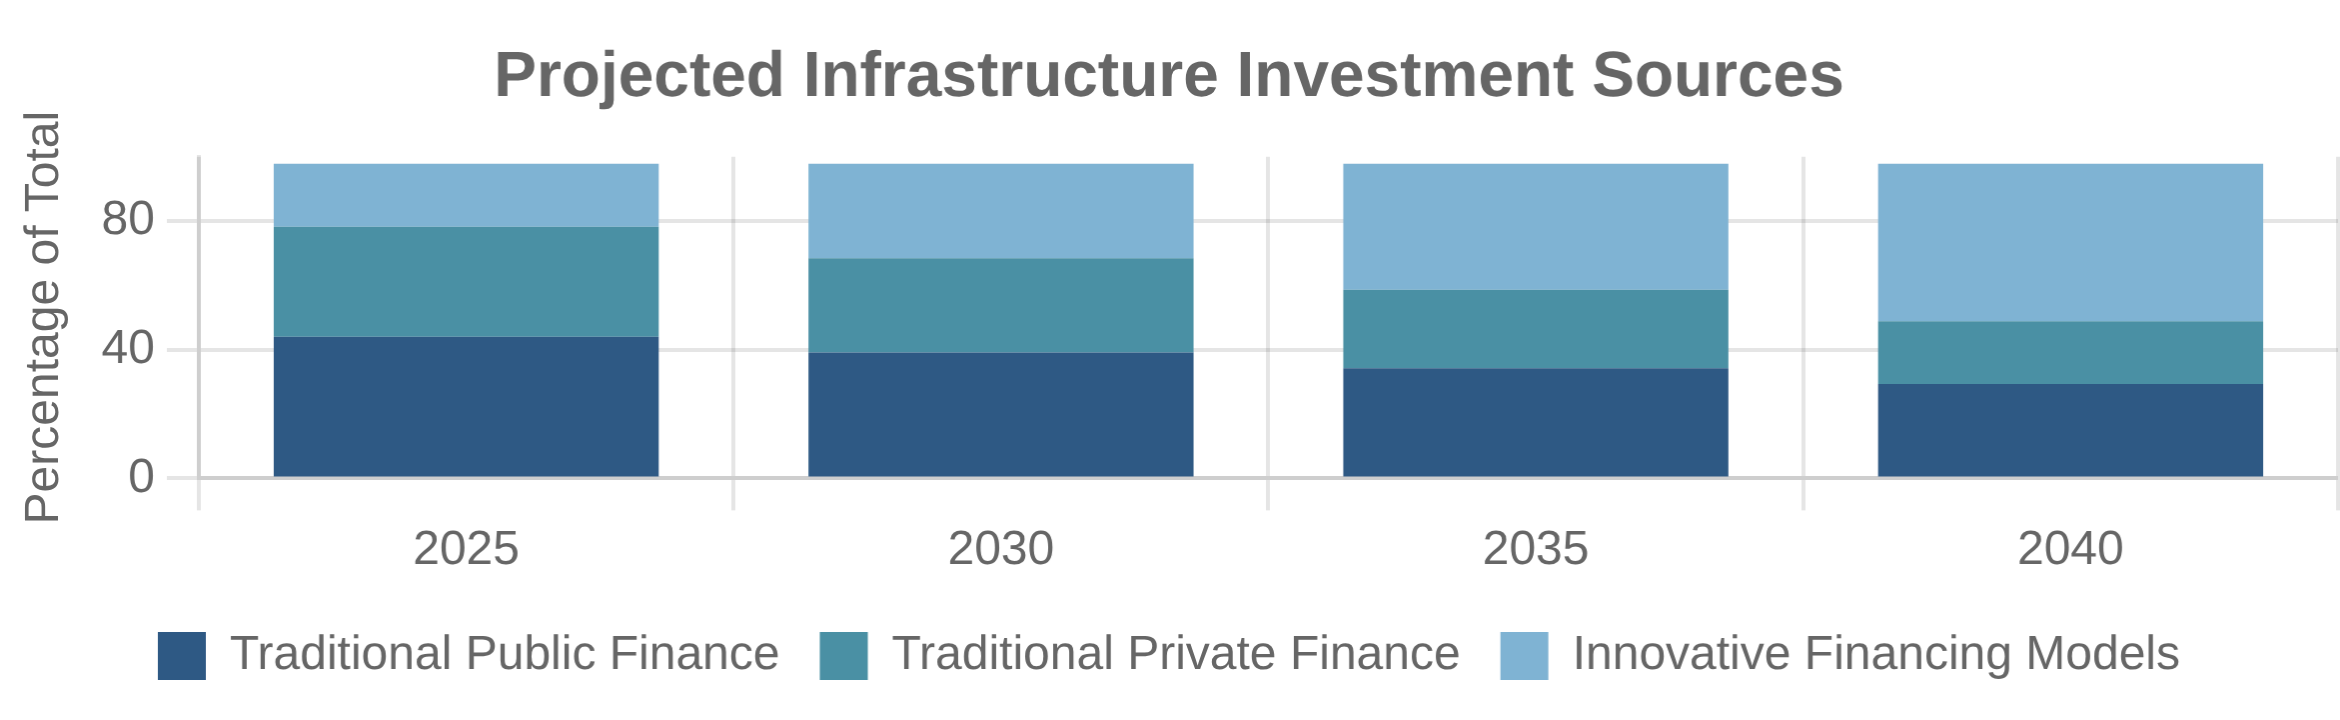 Projected Infrastructure Investment Sources
Percentage of Total
80
40
0
2025 2030 2035 2040
Traditional Public Finance Traditional Private Finance Innovative Financing Models